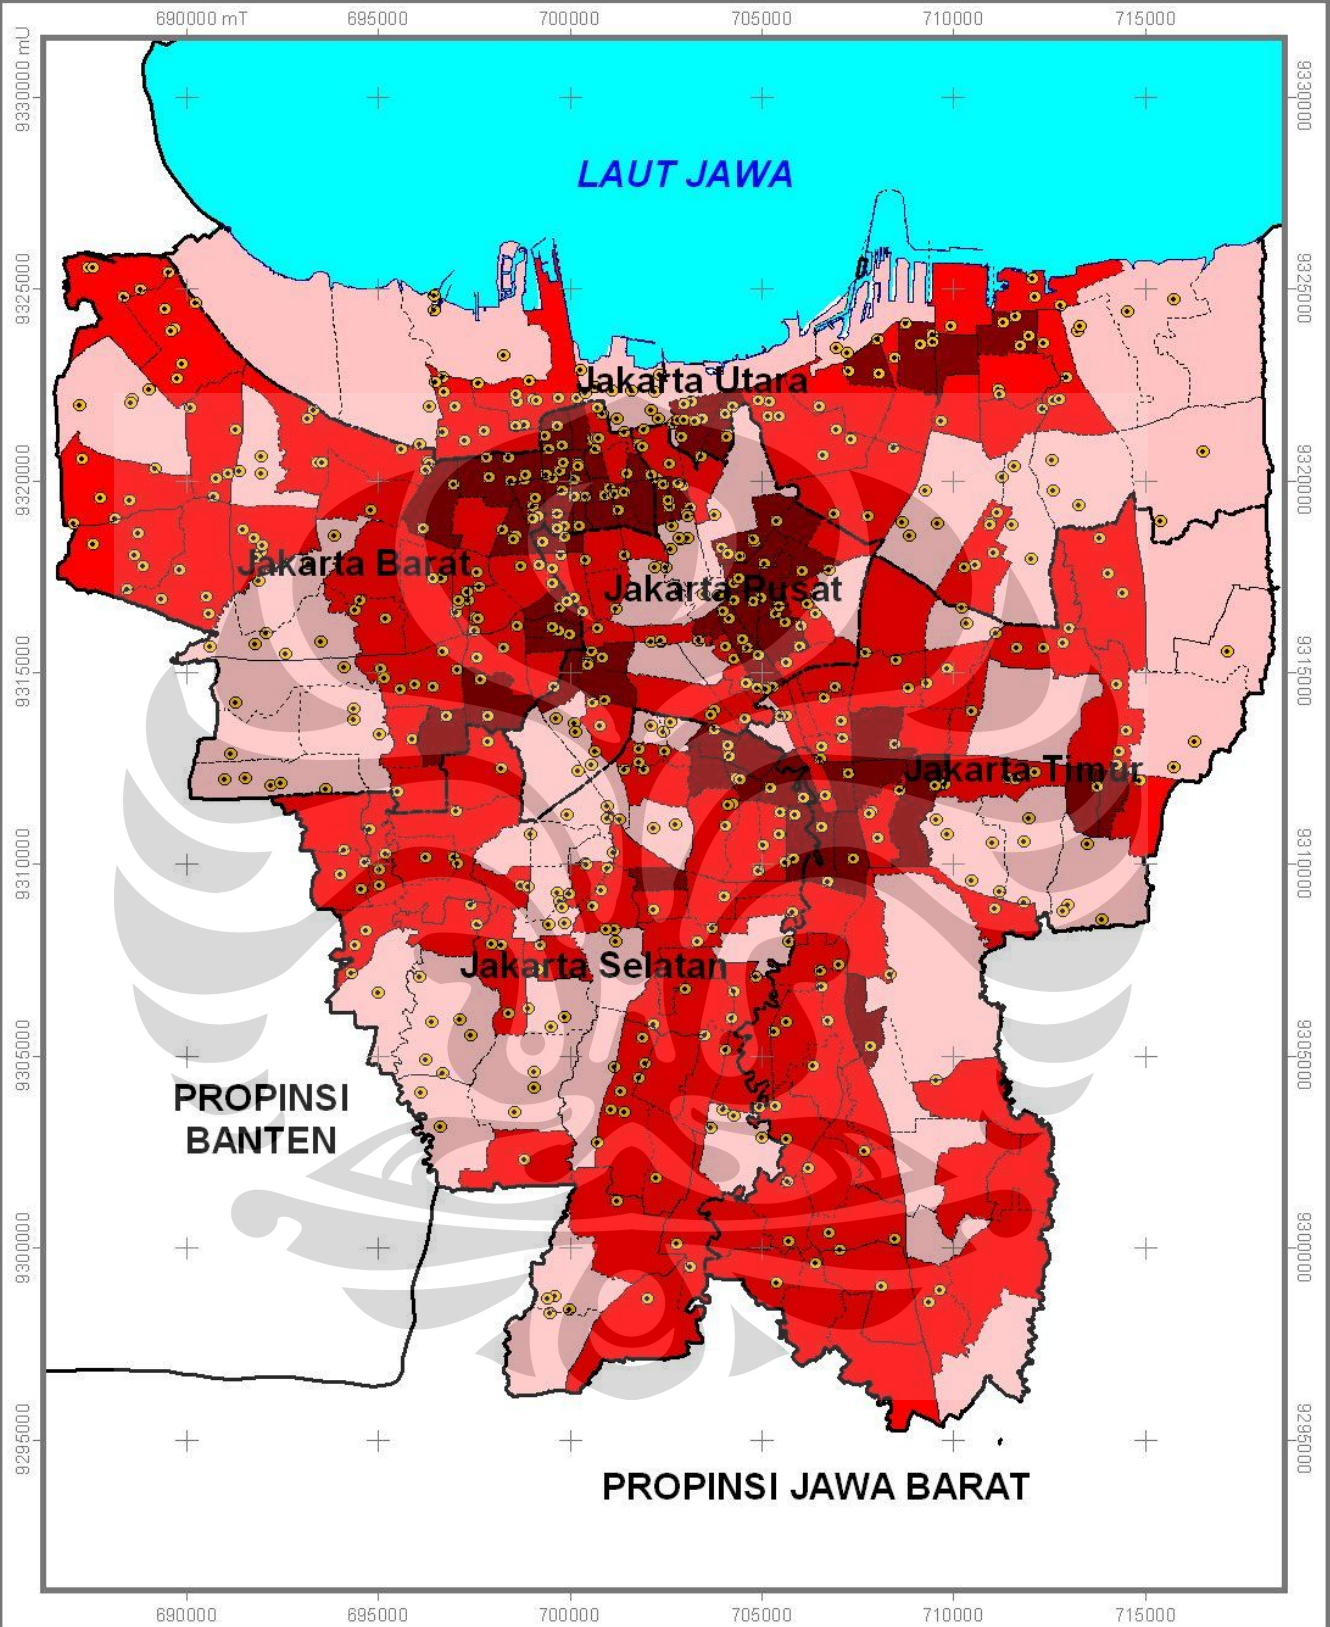 690000 mT 695000 700000 705000 710000 715000
9330000 mU
9330000
LAUT JAWA
9325000
9325000
Jakarta Utara
9320000
9320000
Jakarta Barat
Jakarta Pusat
9315000
9315000
Jakarta Timur
9310000
9310000
Jakarta Selatan
9305000
9305000
PROPINSI
BANTEN
9300000
9300000
9295000
9295000
PROPINSI JAWA BARAT
690000 695000 700000 705000 710000 715000